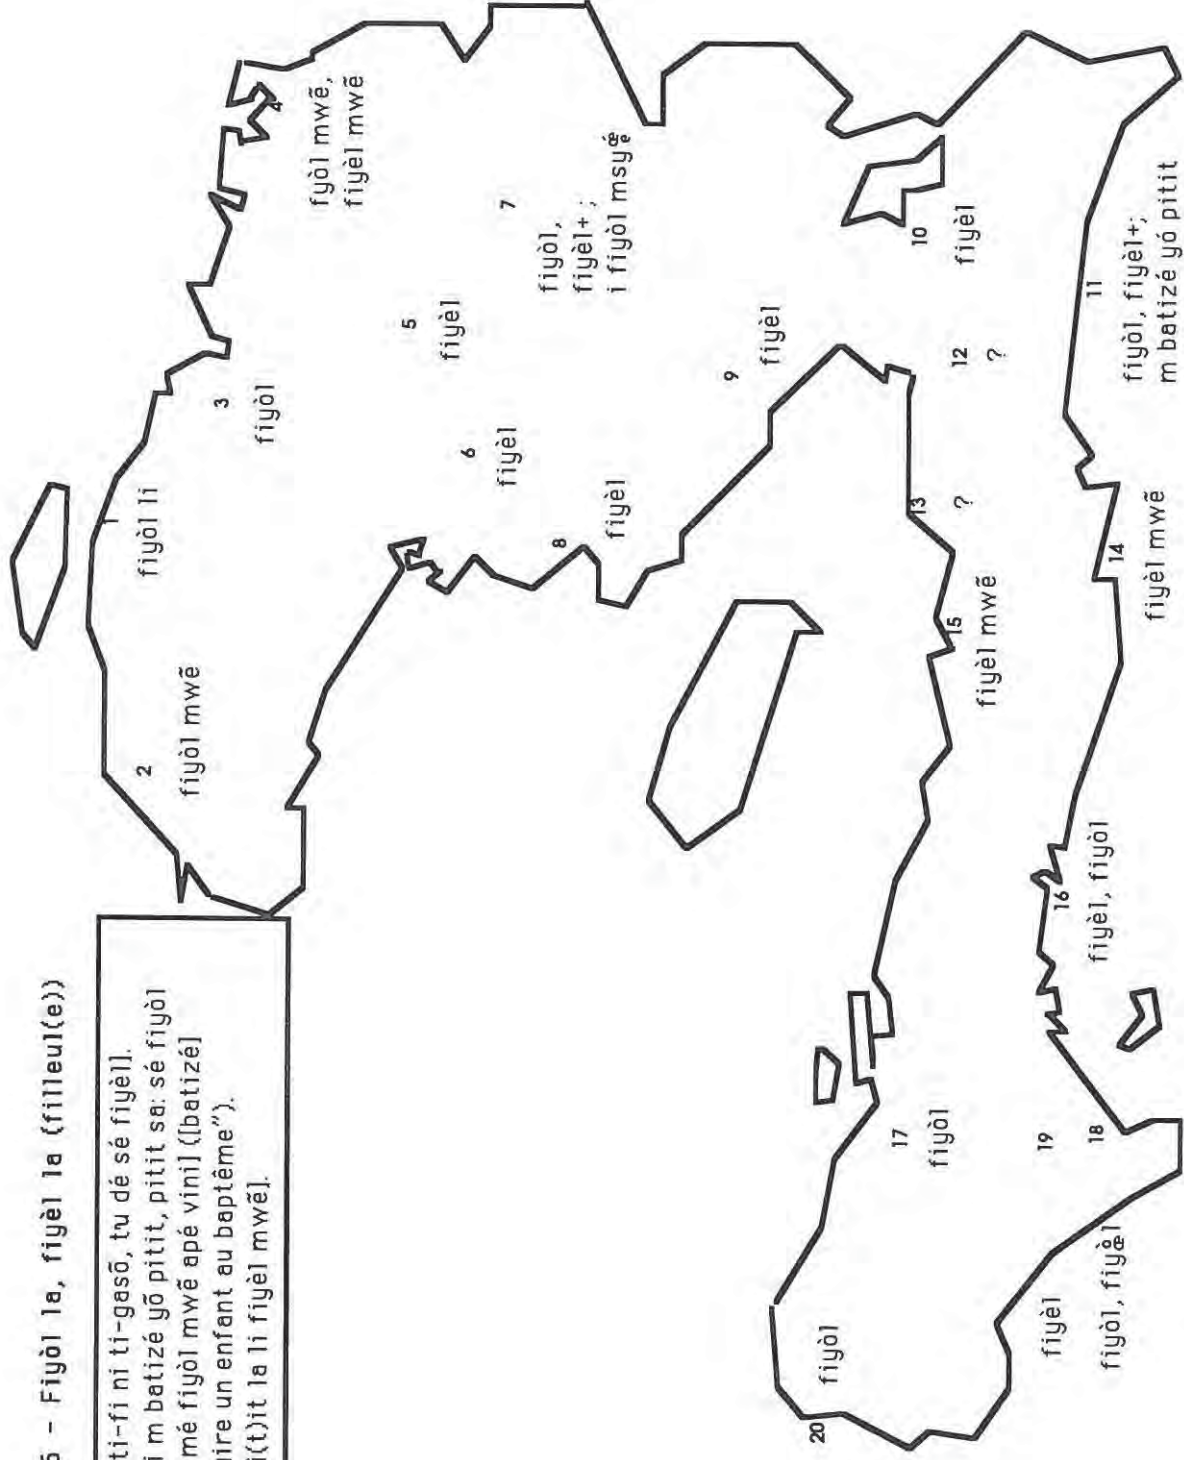 6 - Fiyòl la, fiyèl la (filleul(e))
ti-fi ni ti-gasõ, tu dé sé fiyèl].
i m batizé yõ pitit, pitit sa: sé fiyòl
mé fiyòl mwẽ apé vini] ([batizé]
ire un enfant au baptême").
i(t)it la li fiyèl mwẽ].
1
fiyòl li
2
fiyòl mwẽ
3
fiyòl
4
fyòl mwẽ,
fiyèl mwẽ
5
fiyèl
6
fiyèl
7
fiyòl,
fiyèl+ ;
i fiyòl
8
fiyèl
9
fiyèl
10
fiyèl
11
fiyòl, fiyèl+;
m batizé yó pitit
12
?
13
?
14
fiyèl mwẽ
15
fiyèl mwẽ
16
fiyèl, fiyòl
17
fiyòl
18
19
fiyèl
fiyòl,
20
fiyòl